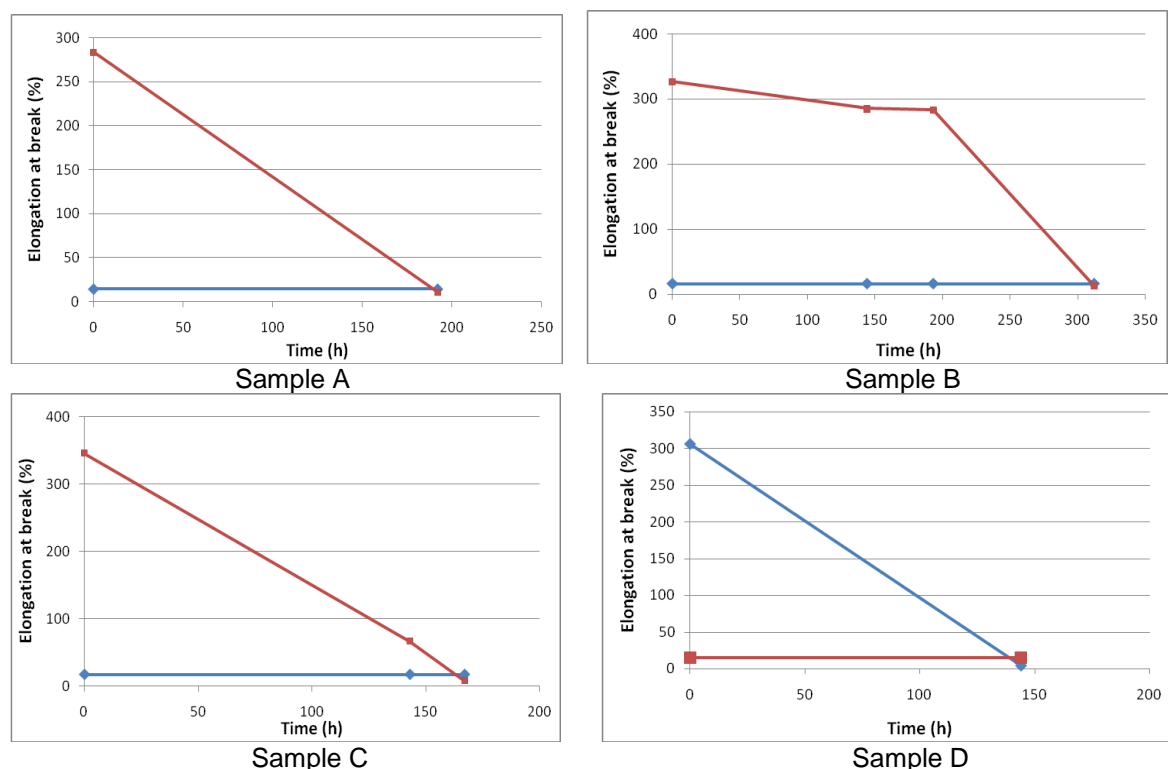 Elongation at break (%)
300
250
200
150
100
50
0
0 50 100 150 200 250
Time (h)
Sample A
Elongation at break (%)
400
300
200
100
0
0 50 100 150 200 250 300 350
Time (h)
Sample B
Elongation at break (%)
400
300
200
100
0
0 50 100 150 200
Time (h)
Sample C
Elongation at break (%)
350
300
250
200
150
100
50
0
0 50 100 150 200
Time (h)
Sample D